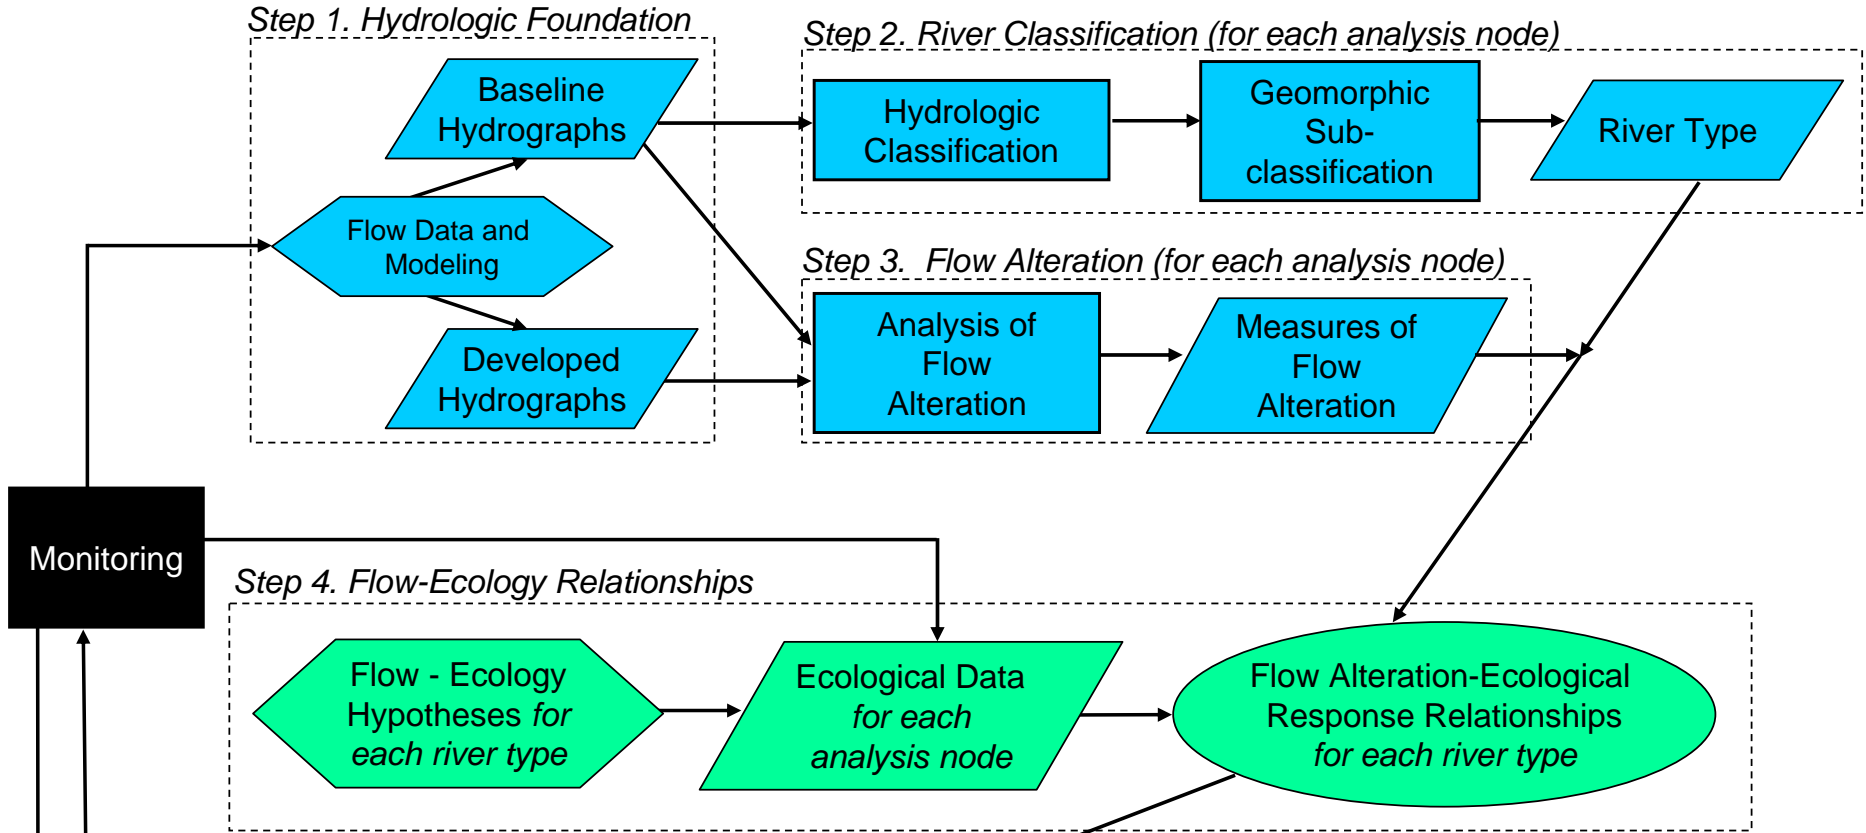 Step 1. Hydrologic Foundation
Baseline
Hydrographs
Flow Data and
Modeling
Developed
Hydrographs
Step 2. River Classification (for each analysis node)
Hydrologic
Classification
Geomorphic
Sub-
classification
River Type
Step 3.  Flow Alteration (for each analysis node)
Analysis of
Flow
Alteration
Measures of
Flow
Alteration
Monitoring
Step 4. Flow-Ecology Relationships
Flow - Ecology
Hypotheses for
each river type
Ecological Data
for each
analysis node
Flow Alteration-Ecological
Response Relationships
for each river type